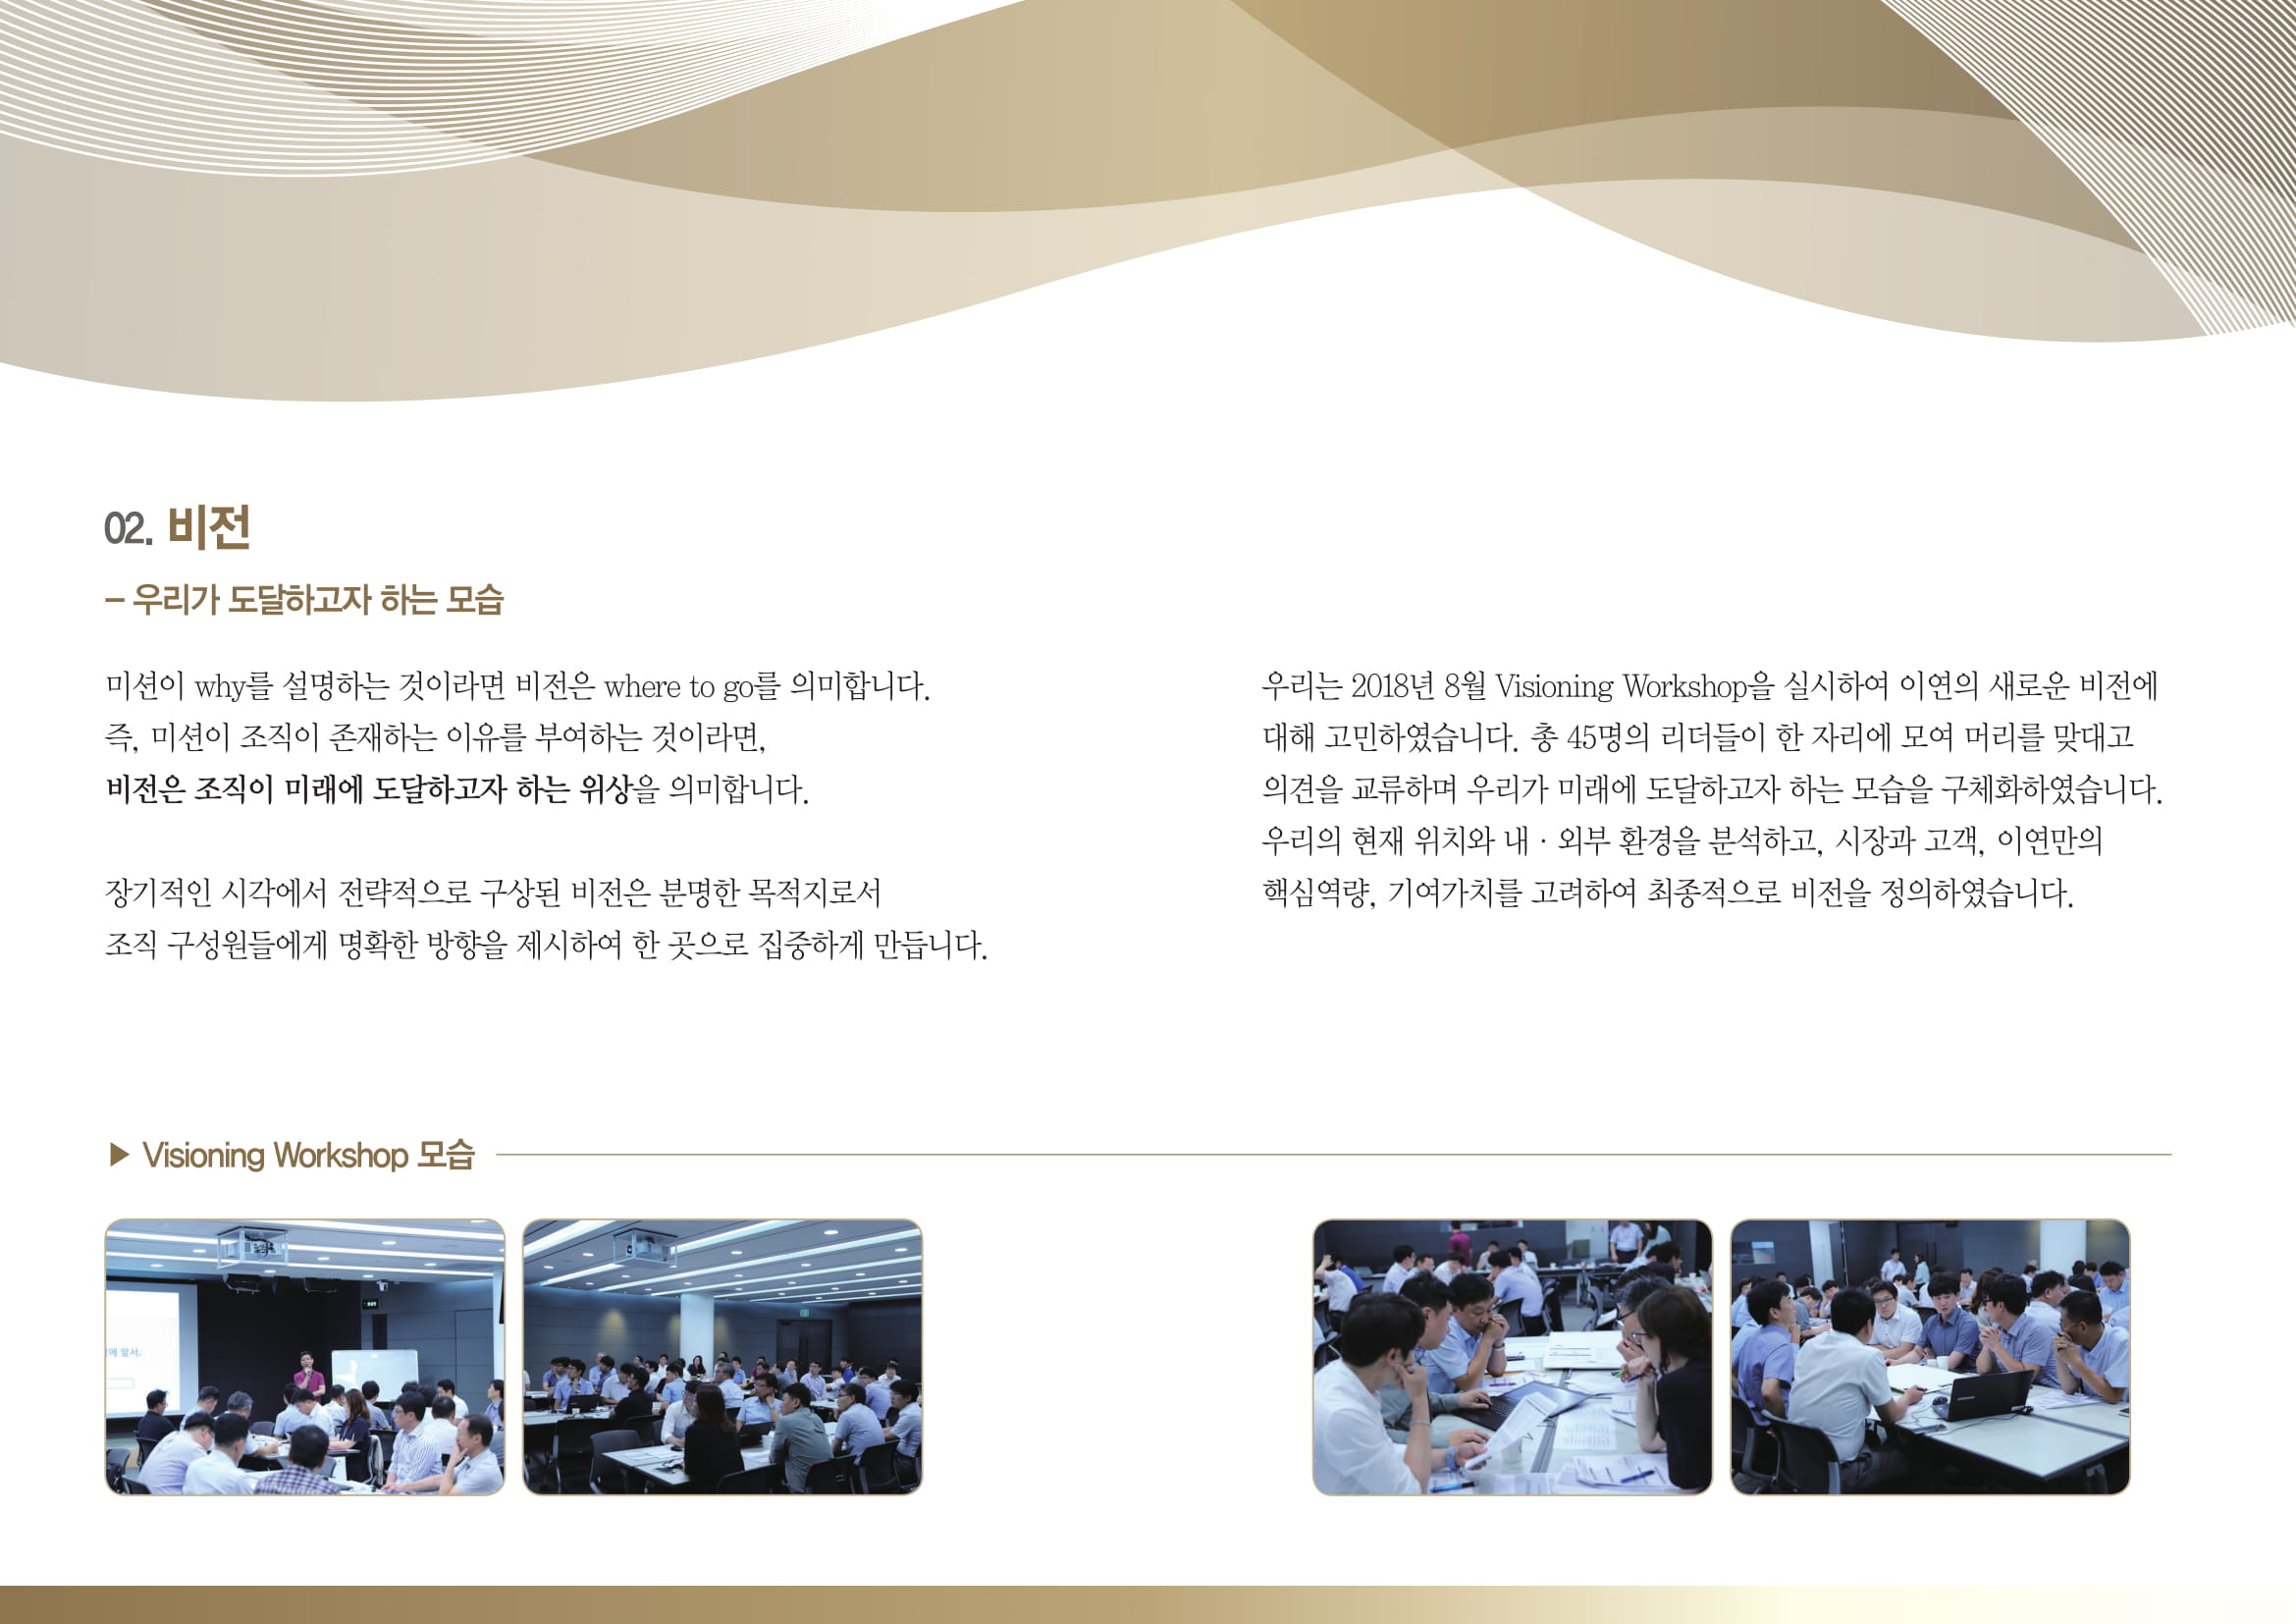 02. 비전
– 우리가 도달하고자 하는 모습
미션이 why를 설명하는 것이라면 비전은 where to go를 의미합니다.
즉, 미션이 조직이 존재하는 이유를 부여하는 것이라면,
비전은 조직이 미래에 도달하고자 하는 위상을 의미합니다.
장기적인 시각에서 전략적으로 구상된 비전은 분명한 목적지로서
조직 구성원들에게 명확한 방향을 제시하여 한 곳으로 집중하게 만듭니다.
우리는 2018년 8월 Visioning Workshop을 실시하여 이연의 새로운 비전에
대해 고민하였습니다. 총 45명의 리더들이 한 자리에 모여 머리를 맞대고
의견을 교류하며 우리가 미래에 도달하고자 하는 모습을 구체화하였습니다.
우리의 현재 위치와 내 · 외부 환경을 분석하고, 시장과 고객, 이연만의
핵심역량, 기여가치를 고려하여 최종적으로 비전을 정의하였습니다.
▶ Visioning Workshop 모습
에 앞서.